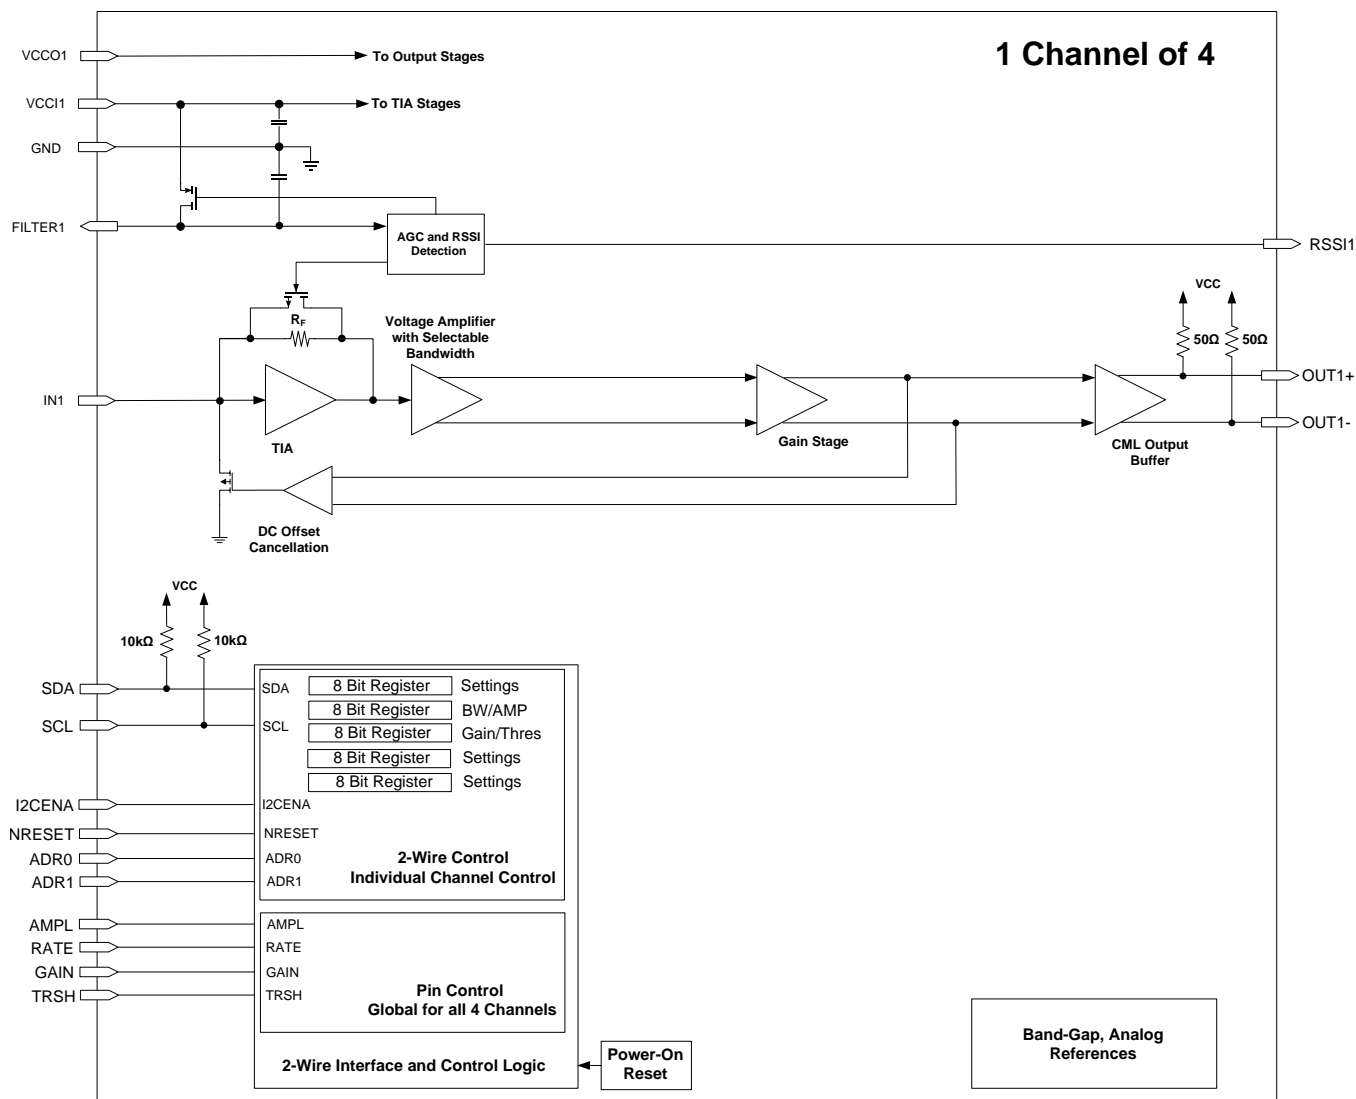 1 Channel of 4
VCCO1
To Output Stages
VCCI1
To TIA Stages
GND
FILTER1
AGC and RSSI
Detection
RSSI1
RF
Voltage Amplifier
with Selectable
Bandwidth
VCC
50Ω
50Ω
IN1
TIA
Gain Stage
CML Output
Buffer
OUT1+
OUT1-
DC Offset
Cancellation
VCC
10kΩ
10kΩ
SDA
SDA
8 Bit Register
Settings
8 Bit Register
BW/AMP
SCL
SCL
8 Bit Register
Gain/Thres
8 Bit Register
Settings
8 Bit Register
Settings
I2CENA
I2CENA
NRESET
NRESET
ADR0
ADR0
ADR1
ADR1
2-Wire Control
Individual Channel Control
AMPL
AMPL
RATE
RATE
GAIN
GAIN
TRSH
TRSH
Pin Control
Global for all 4 Channels
2-Wire Interface and Control Logic
Power-On
Reset
Band-Gap, Analog
References